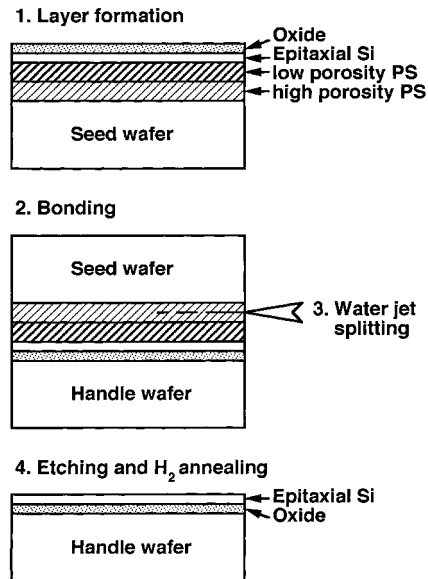 1. Layer formation
Oxide
Epitaxial Si
low porosity PS
high porosity PS
Seed wafer
2. Bonding
Seed wafer
3. Water jet
splitting
Handle wafer
4. Etching and H2 annealing
Epitaxial Si
Oxide
Handle wafer